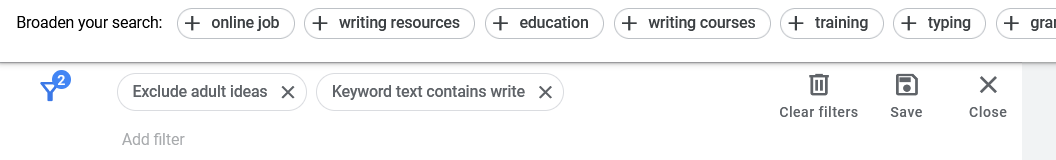 Broaden your search: + online job + writing resources + education + writing courses + training + typing +
2 Exclude adult ideas × Keyword text contains write ×
Clear filters Save Close
Add filter